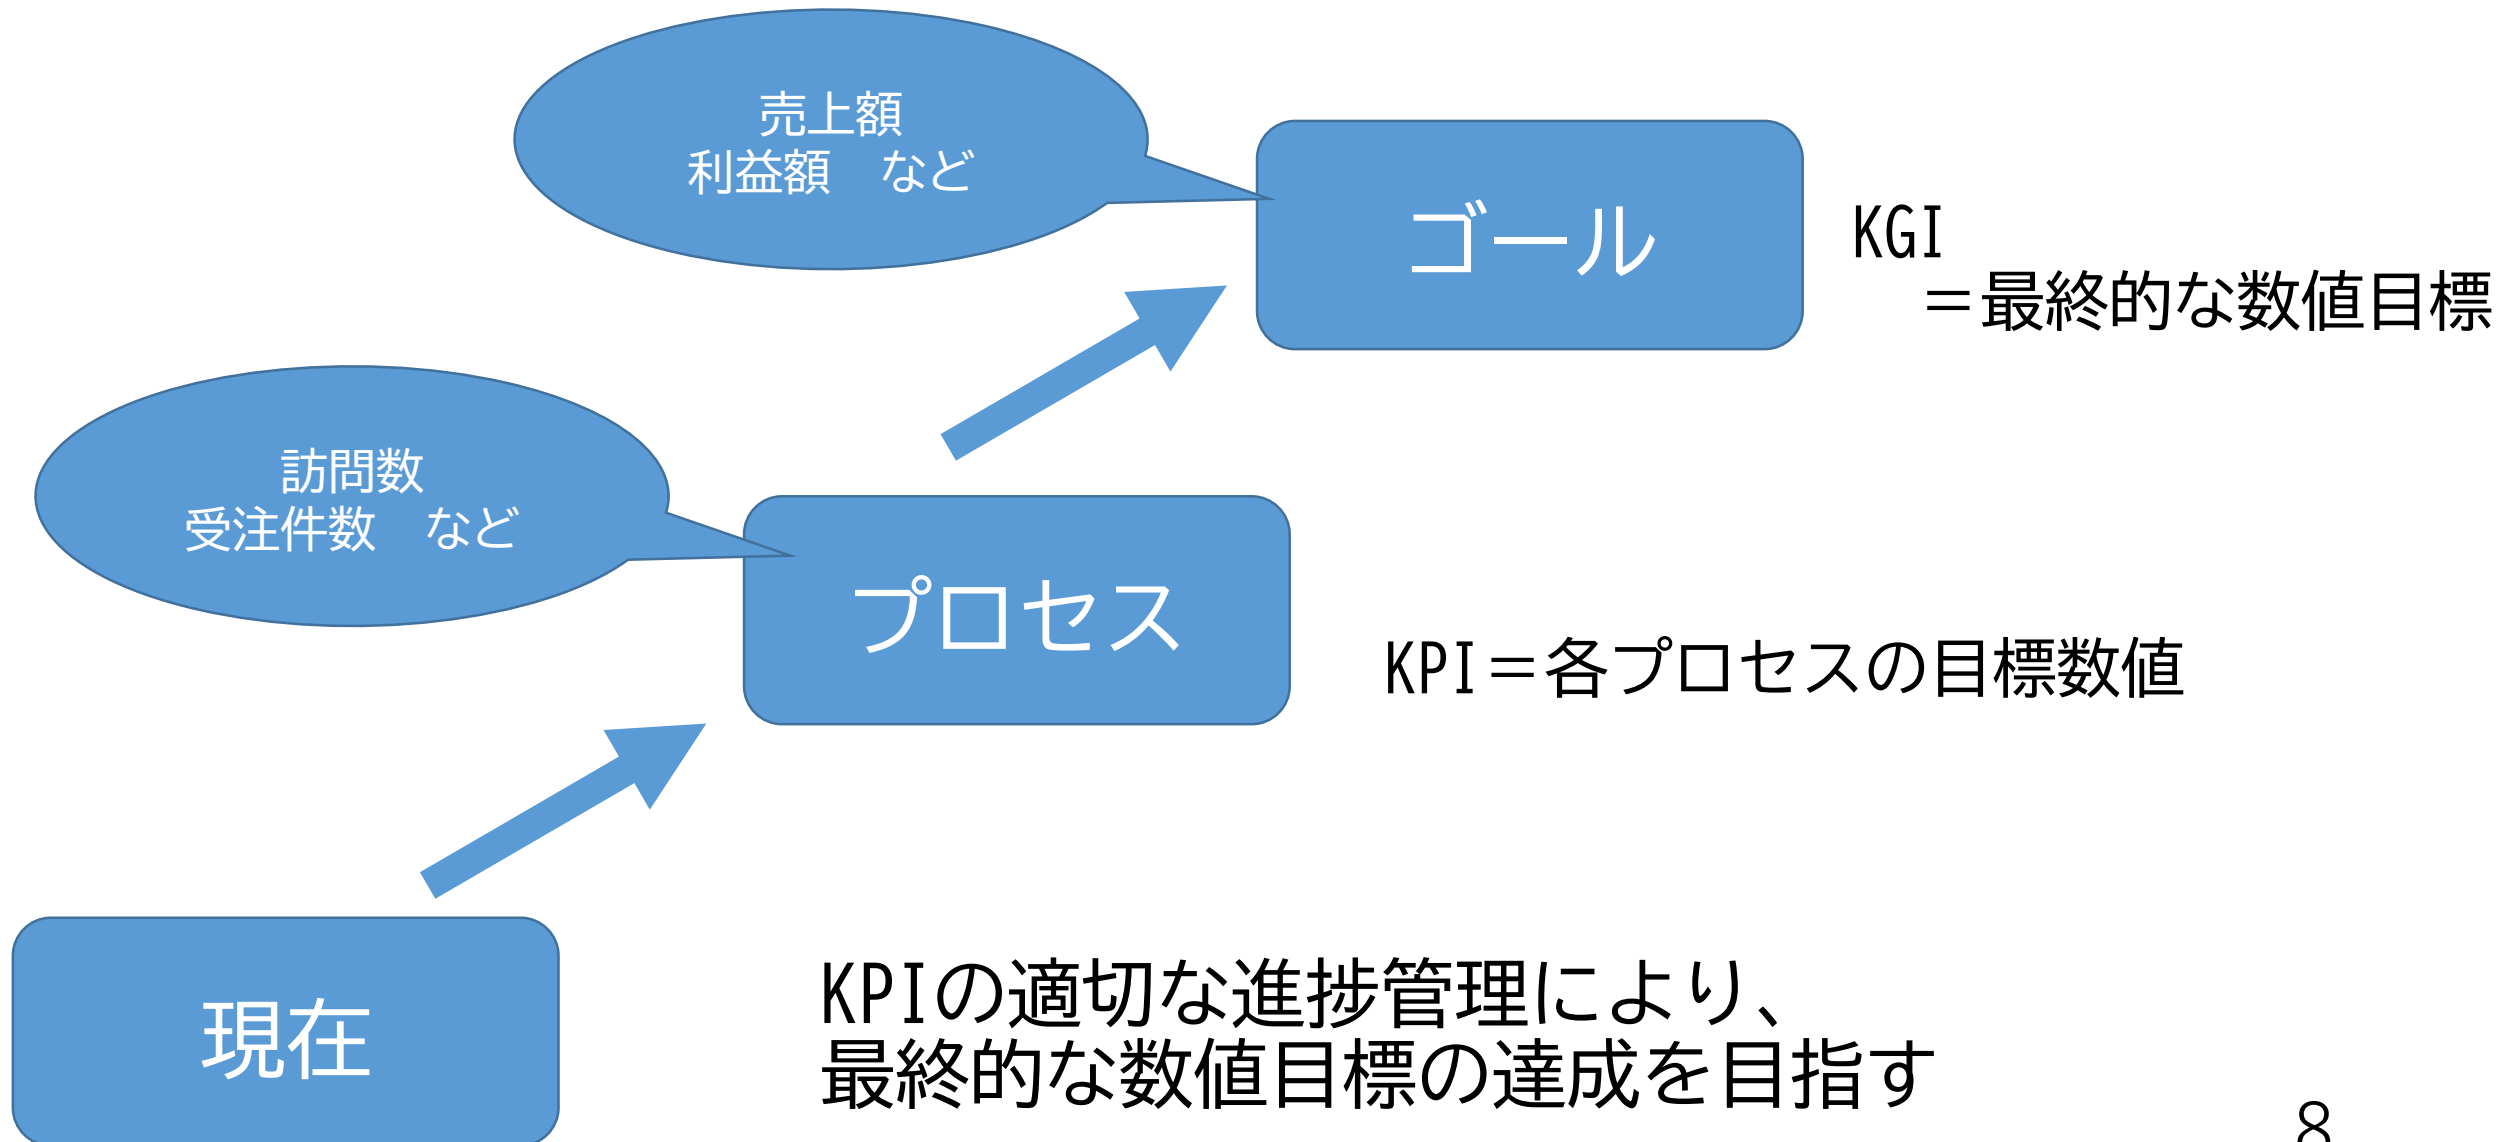 売上額
利益額　など
ゴール
KGI
＝最終的な数値目標
訪問数
受注件数　など
プロセス
KPI＝各プロセスの標数値
現在
KPIの適切な選択管理により、
最終的な数値目標の達成を目指す
8